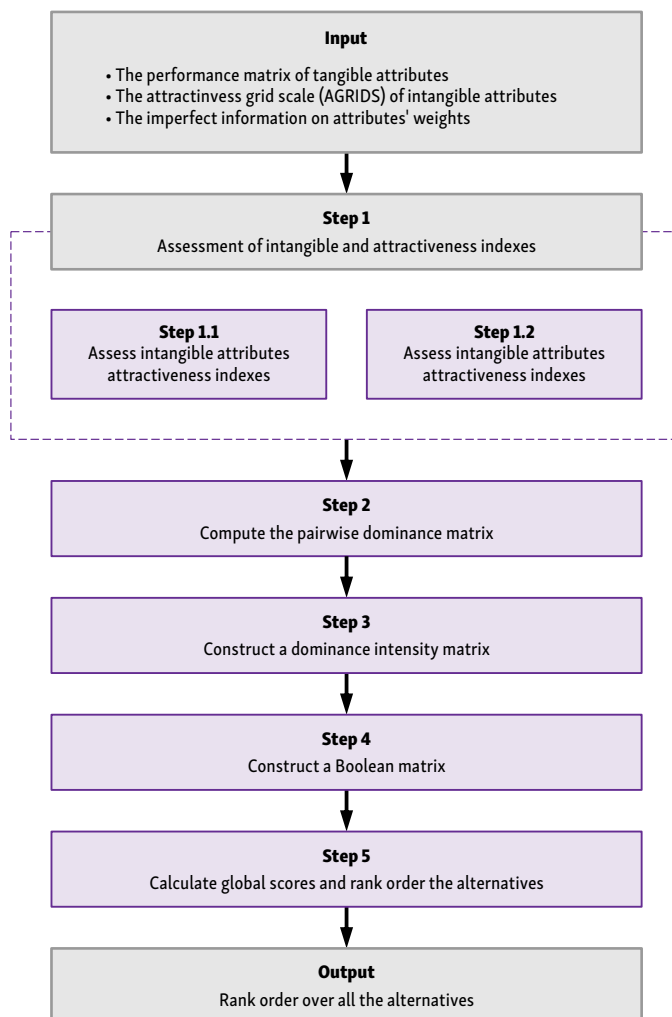 Input
• The performance matrix of tangible attributes
• The attractinvess grid scale (AGRIDS) of intangible attributes
• The imperfect information on attributes' weights
Step 1
Assessment of intangible and attractiveness indexes
Step 1.1
Assess intangible attributes
attractiveness indexes
Step 1.2
Assess intangible attributes
attractiveness indexes
Step 2
Compute the pairwise dominance matrix
Step 3
Construct a dominance intensity matrix
Step 4
Construct a Boolean matrix
Step 5
Calculate global scores and rank order the alternatives
Output
Rank order over all the alternatives